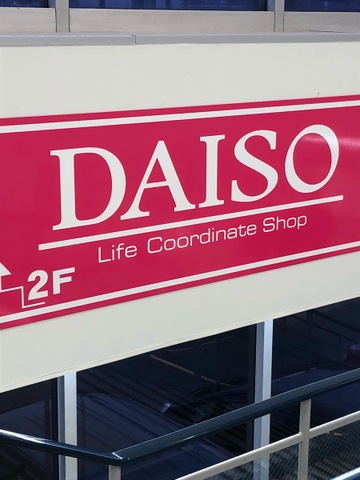 DAISO
Life Coordinate Shop
2F